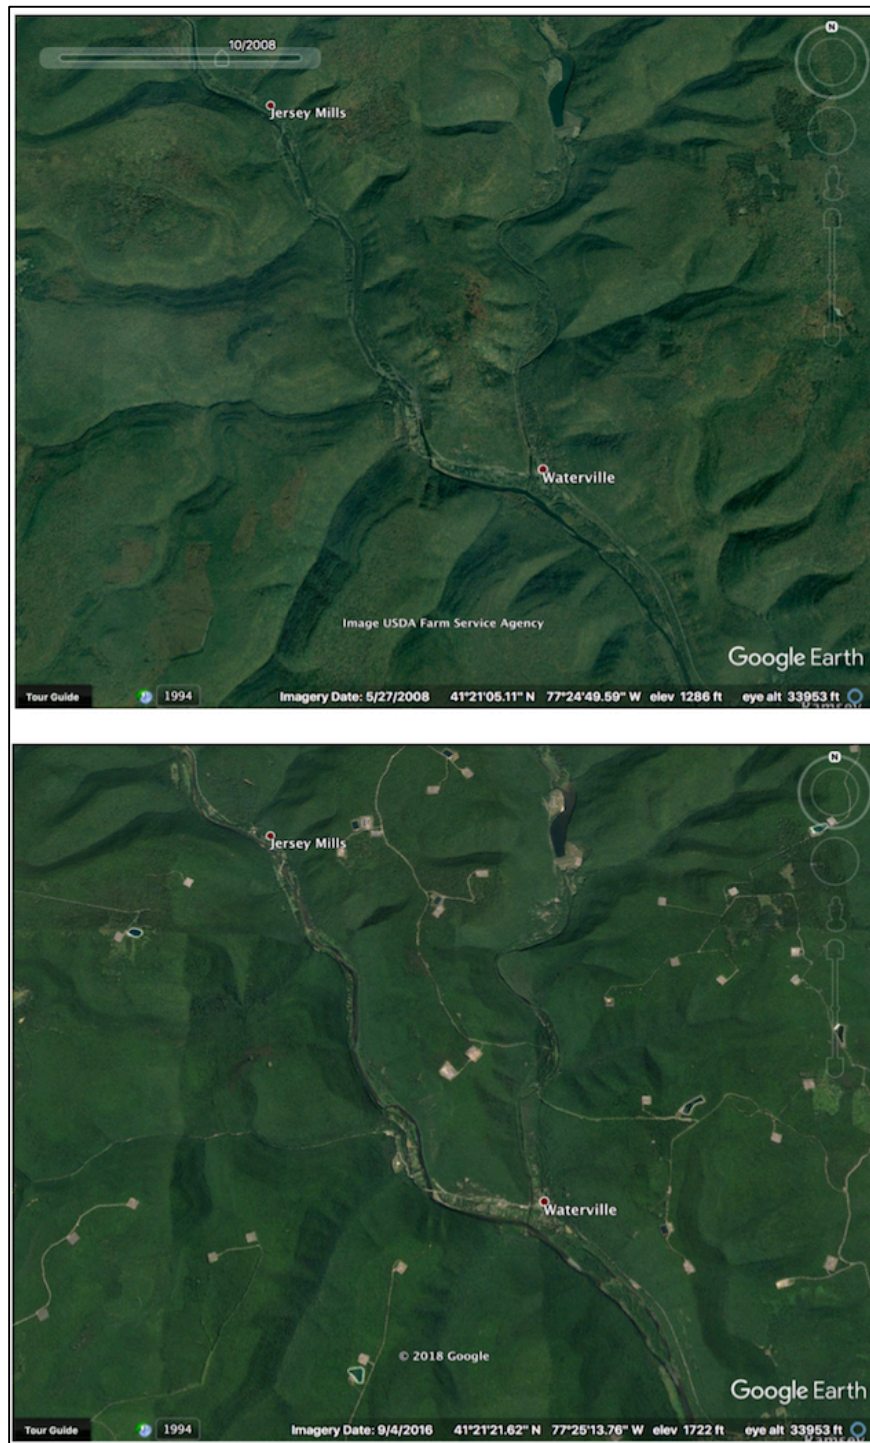 10/2008
N
Jersey Mills
Waterville
Image USDA Farm Service Agency
Google Earth
Tour Guide 1994 Imagery Date: 5/27/2008 41°21'05.11" N 77°24'49.59" W elev 1286 ft eye alt 33953 ft
Ramsey
N
Jersey Mills
Waterville
© 2018 Google
Google Earth
Tour Guide 1994 Imagery Date: 9/4/2016 41°21'21.62" N 77°25'13.76" W elev 1722 ft eye alt 33953 ft
Ramsey